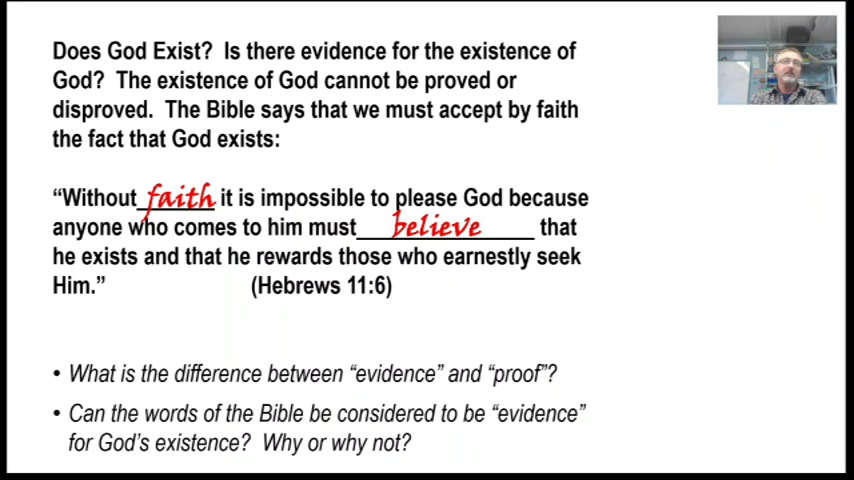 Does God Exist? Is there evidence for the existence of
God? The existence of God cannot be proved or
disproved. The Bible says that we must accept by faith
the fact that God exists:
“Without faith it is impossible to please God because
anyone who comes to him must believe that
he exists and that he rewards those who earnestly seek
Him.” (Hebrews 11:6)
• What is the difference between “evidence” and “proof”?
• Can the words of the Bible be considered to be “evidence”
for God’s existence? Why or why not?